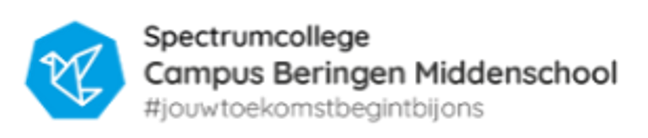 Spectrumcollege
Campus Beringen Middenschool
#jouwtoekomstbegintbijons